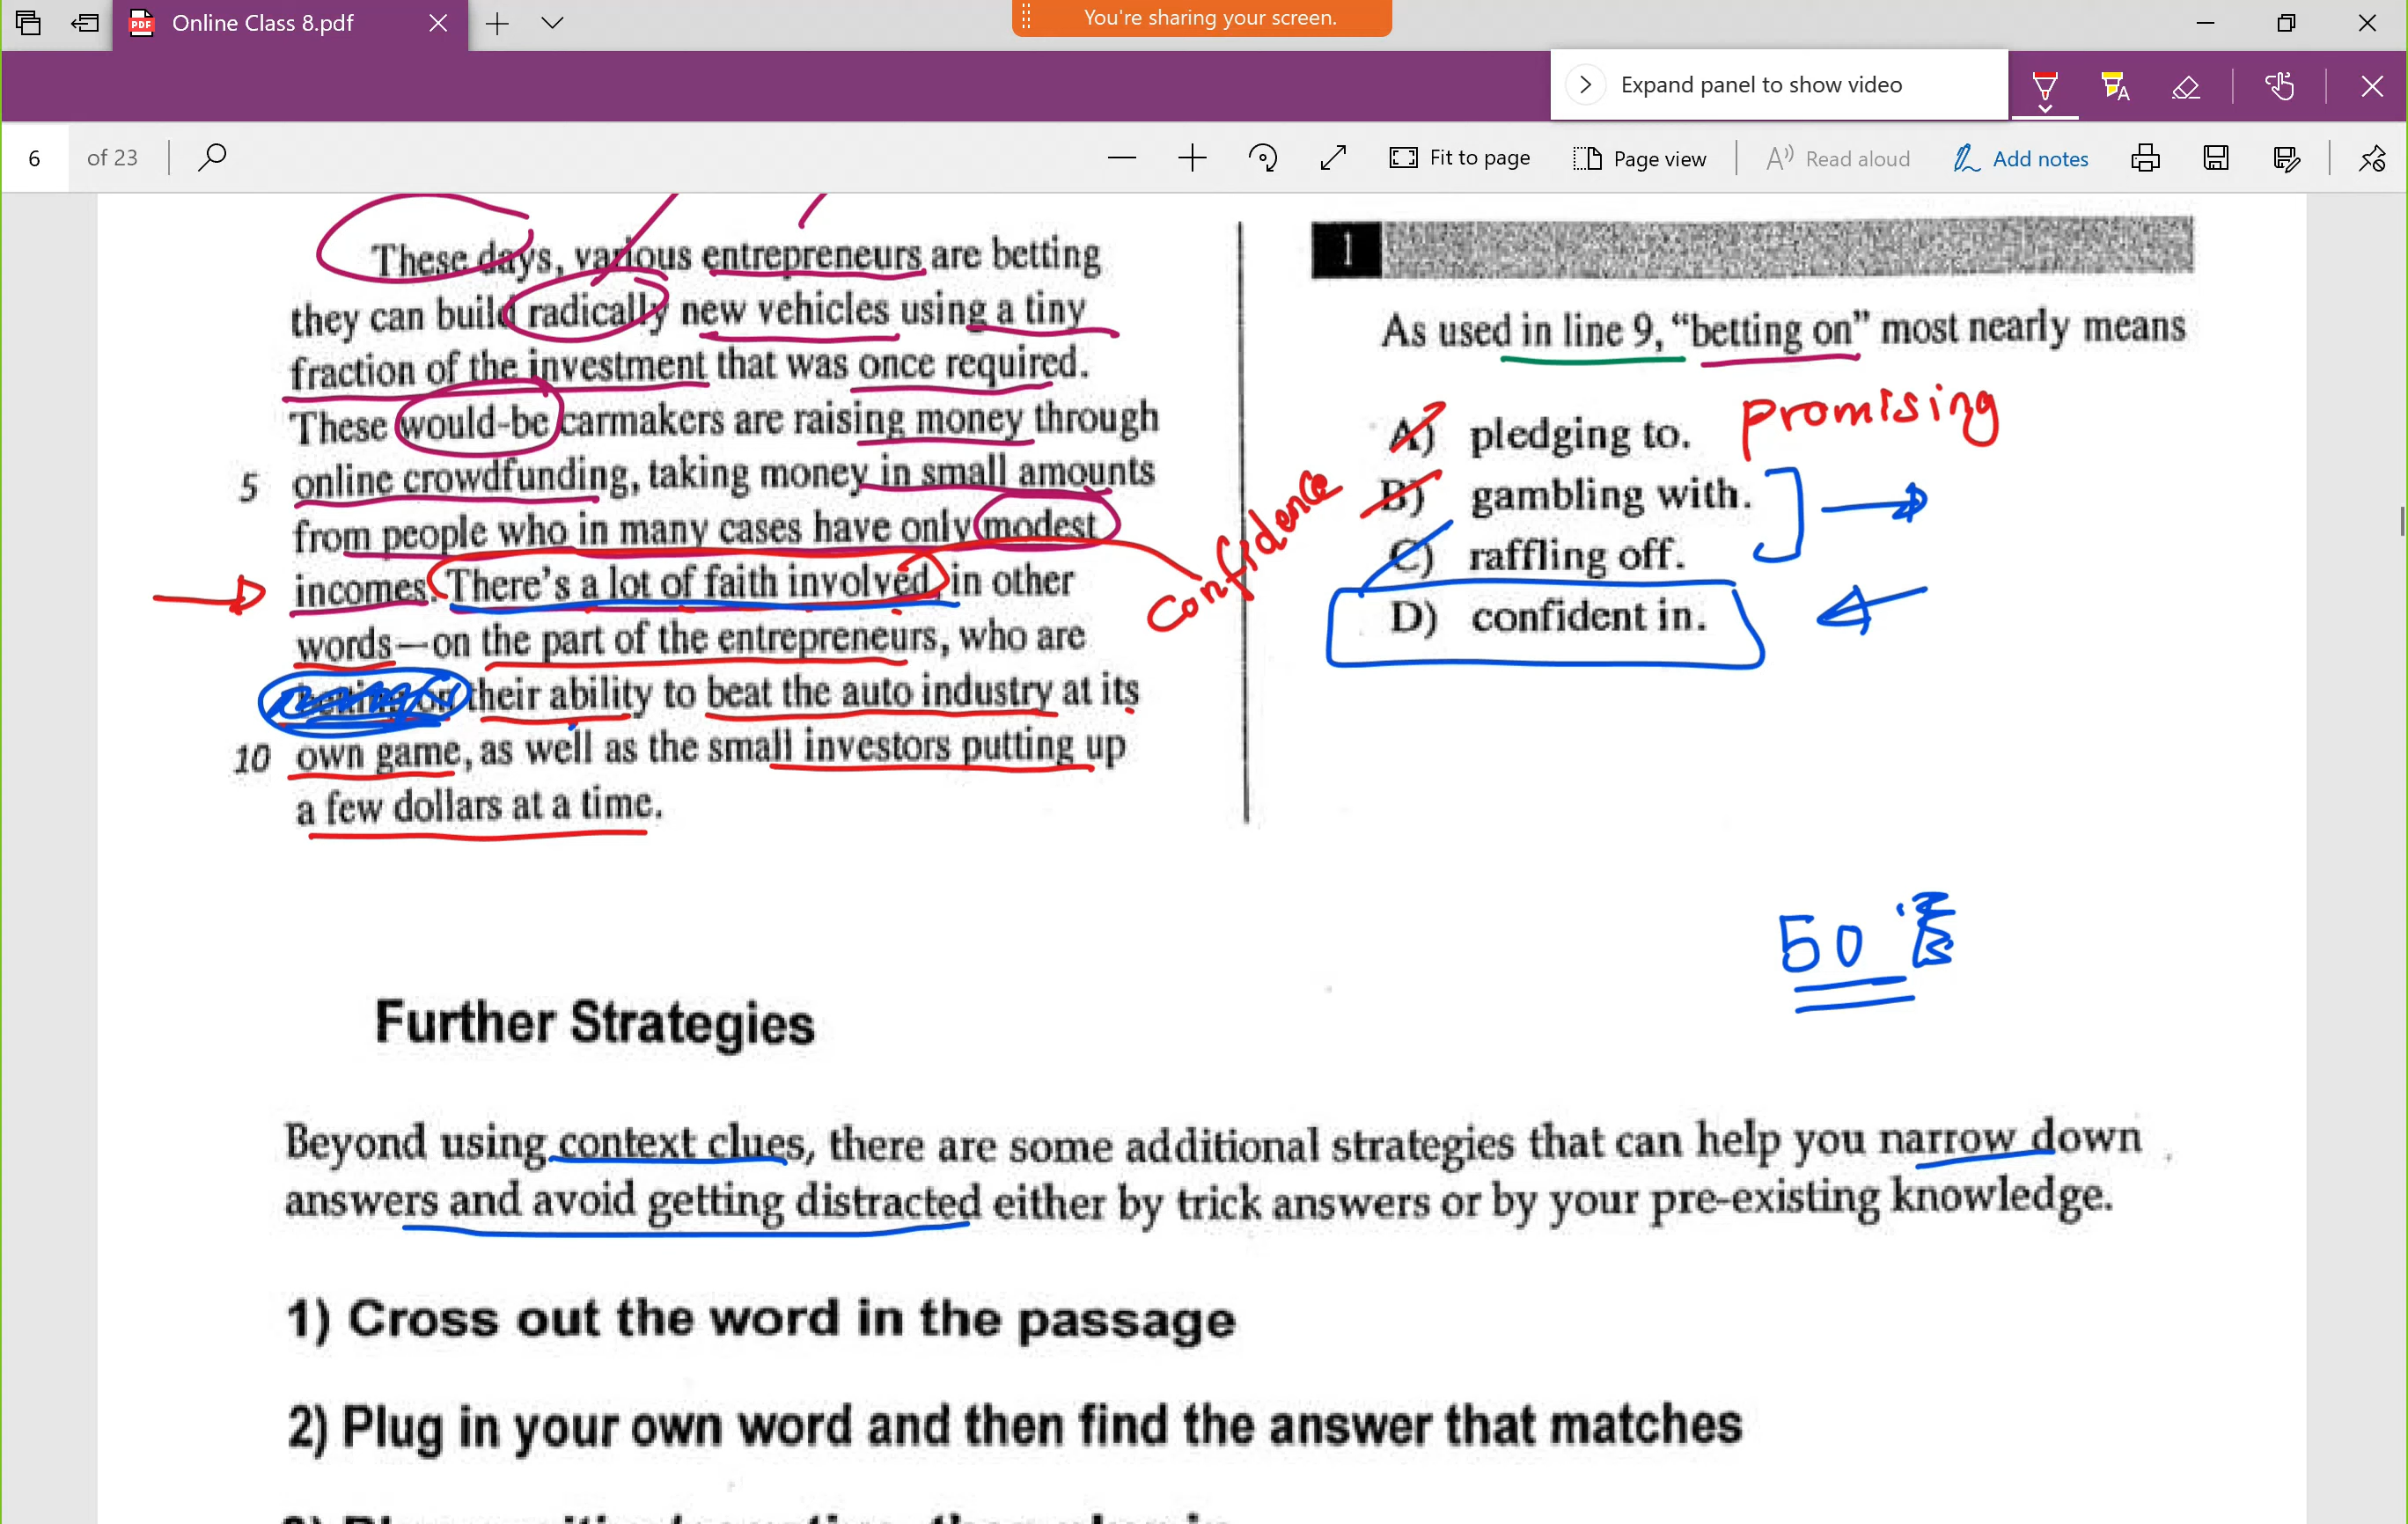 Online Class 8.pdf
You're sharing your screen.
Expand panel to show video
6 of 23
Fit to page
Page view
Read aloud
Add notes
These days, various entrepreneurs are betting
they can build radically new vehicles using a tiny
fraction of the investment that was once required.
These would-be carmakers are raising money through
5 online crowdfunding, taking money in small amounts
from people who in many cases have only modest
incomes. There's a lot of faith involved, in other
words—on the part of the entrepreneurs, who are
betting on their ability to beat the auto industry at its
10 own game, as well as the small investors putting up
a few dollars at a time.
confidence
1
As used in line 9, “betting on” most nearly means
A) pledging to. promising
B) gambling with.
C) raffling off.
D) confident in.
50
Further Strategies
Beyond using context clues, there are some additional strategies that can help you narrow down
answers and avoid getting distracted either by trick answers or by your pre-existing knowledge.
1) Cross out the word in the passage
2) Plug in your own word and then find the answer that matches